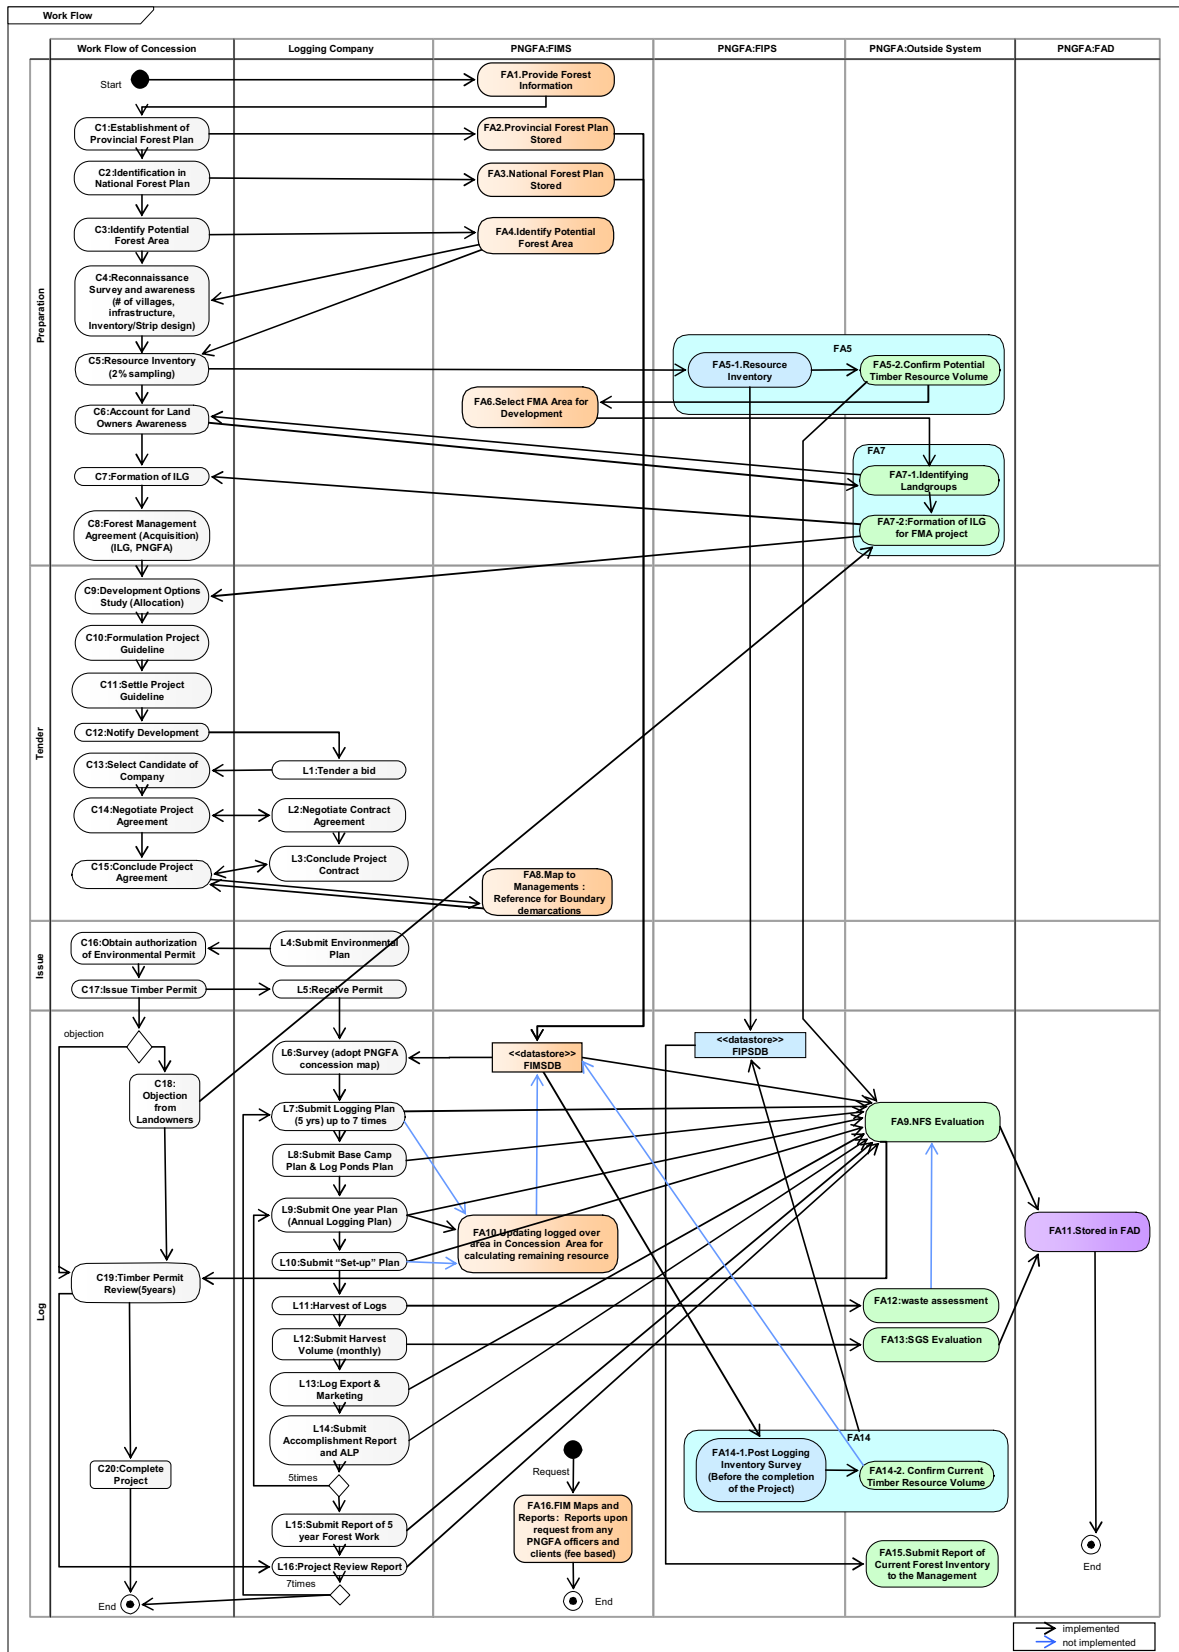 Work Flow
Work Flow of Concession
Logging Company
PNGFA:FIMS
PNGFA:FIPS
PNGFA:Outside System
PNGFA:FAD
Preparation
Start
FA1.Provide Forest
Information
C1:Establishment of
Provincial Forest Plan
FA2.Provincial Forest Plan
Stored
C2:Identification in
National Forest Plan
FA3.National Forest Plan
Stored
C3:Identify Potential
Forest Area
FA4.Identify Potential
Forest Area
C4:Reconnaissance
Survey and awareness
(# of villages,
infrastructure,
Inventory/Strip design)
C5:Resource Inventory
(2% sampling)
FA5
FA5-1.Resource
Inventory
FA5-2.Confirm Potential
Timber Resource Volume
FA6.Select FMA Area for
Development
C6:Account for Land
Owners Awareness
FA7
FA7-1.Identifying
Landgroups
C7:Formation of ILG
FA7-2:Formation of ILG
for FMA project
C8:Forest Management
Agreement (Acquisition)
(ILG, PNGFA)
Tender
C9:Development Options
Study (Allocation)
C10:Formulation Project
Guideline
C11:Settle Project
Guideline
C12:Notify Development
C13:Select Candidate of
Company
L1:Tender a bid
C14:Negotiate Project
Agreement
L2:Negotiate Contract
Agreement
C15:Conclude Project
Agreement
L3:Conclude Project
Contract
FA8.Map to
Managements :
Reference for Boundary
demarcations
Issue
C16:Obtain authorization
of Environmental Permit
L4:Submit Environmental
Plan
C17:Issue Timber Permit
L5:Receive Permit
Log
objection
C18:
Objection
from
Landowners
L6:Survey (adopt PNGFA
concession map)
<<datastore>>
FIMSDB
<<datastore>>
FIPSDB
L7:Submit Logging Plan
(5 yrs) up to 7 times
FA9.NFS Evaluation
L8:Submit Base Camp
Plan & Log Ponds Plan
L9:Submit One year Plan
(Annual Logging Plan)
FA10.Updating logged over
area in Concession Area for
calculating remaining resource
FA11.Stored in FAD
L10:Submit “Set-up” Plan
C19:Timber Permit
Review(5years)
L11:Harvest of Logs
FA12:waste assessment
L12:Submit Harvest
Volume (monthly)
FA13:SGS Evaluation
L13:Log Export &
Marketing
L14:Submit
Accomplishment Report
and ALP
5times
C20:Complete
Project
Request
FA14
FA14-1.Post Logging
Inventory Survey
(Before the completion
of the Project)
FA14-2. Confirm Current
Timber Resource Volume
L15:Submit Report of 5
year Forest Work
FA16.FIM Maps and
Reports: Reports upon
request from any
PNGFA officers and
clients (fee based)
L16:Project Review Report
7times
FA15.Submit Report of
Current Forest Inventory
to the Management
End
End
End
implemented
not implemented